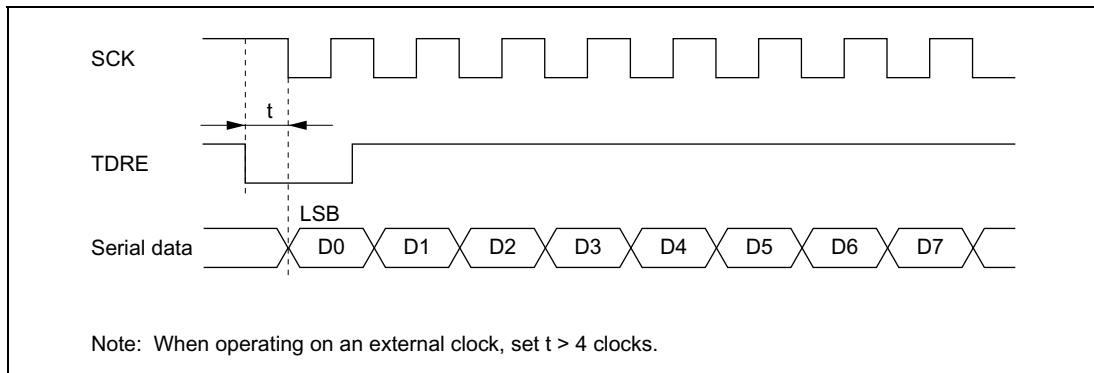 SCK
t
TDRE
LSB
Serial data D0 D1 D2 D3 D4 D5 D6 D7
Note: When operating on an external clock, set t > 4 clocks.